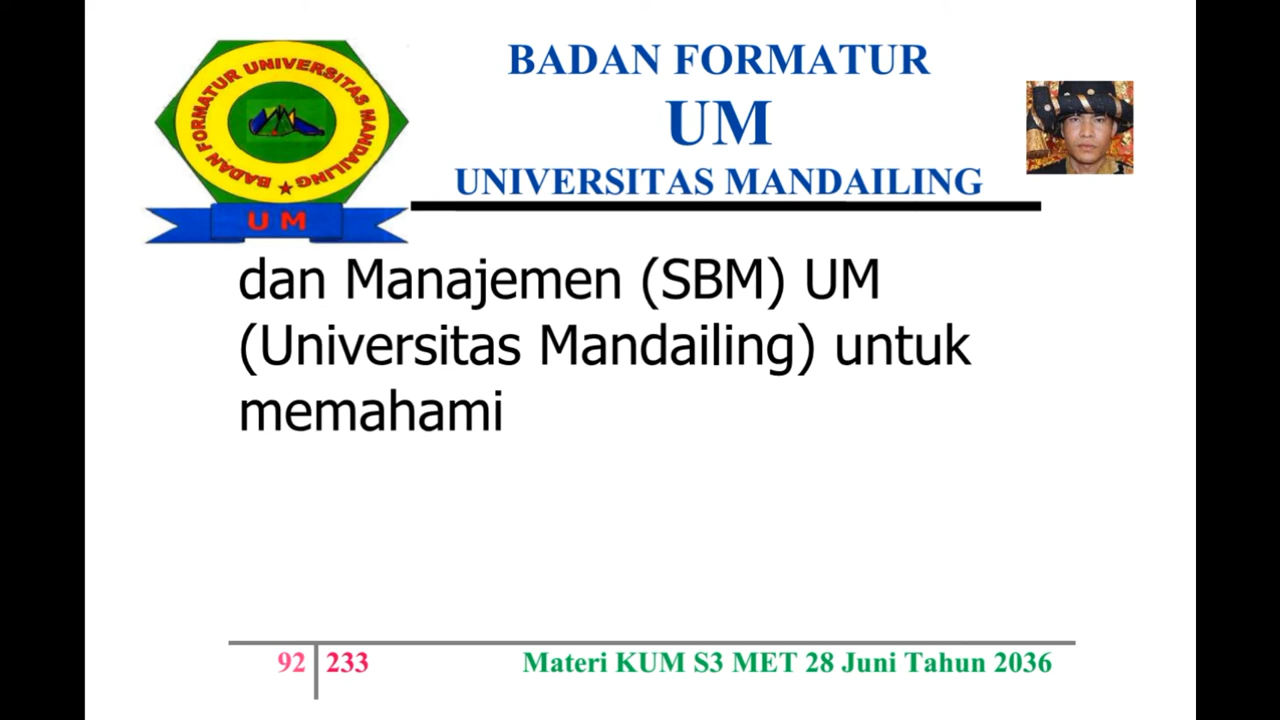 BADAN FORMATUR UNIVERSITAS MANDAILING
UM
BADAN FORMATUR
UM
UNIVERSITAS MANDAILING
dan Manajemen (SBM) UM
(Universitas Mandailing) untuk
memahami
92 233 Materi KUM S3 MET 28 Juni Tahun 2036